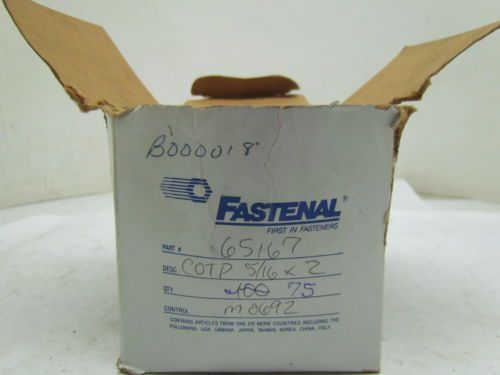 B000018
FASTENAL®
FIRST IN FASTENERS
PART # 65167
DESC. COTP 5/16 x 2
QTY. 100 75
CONTROL M0692
CONTAINS ARTICLES FROM ONE OR MORE COUNTRIES INCLUDING THE
FOLLOWING, USA, CANADA, JAPAN, TAIWAN, KOREA, CHINA, ITALY.